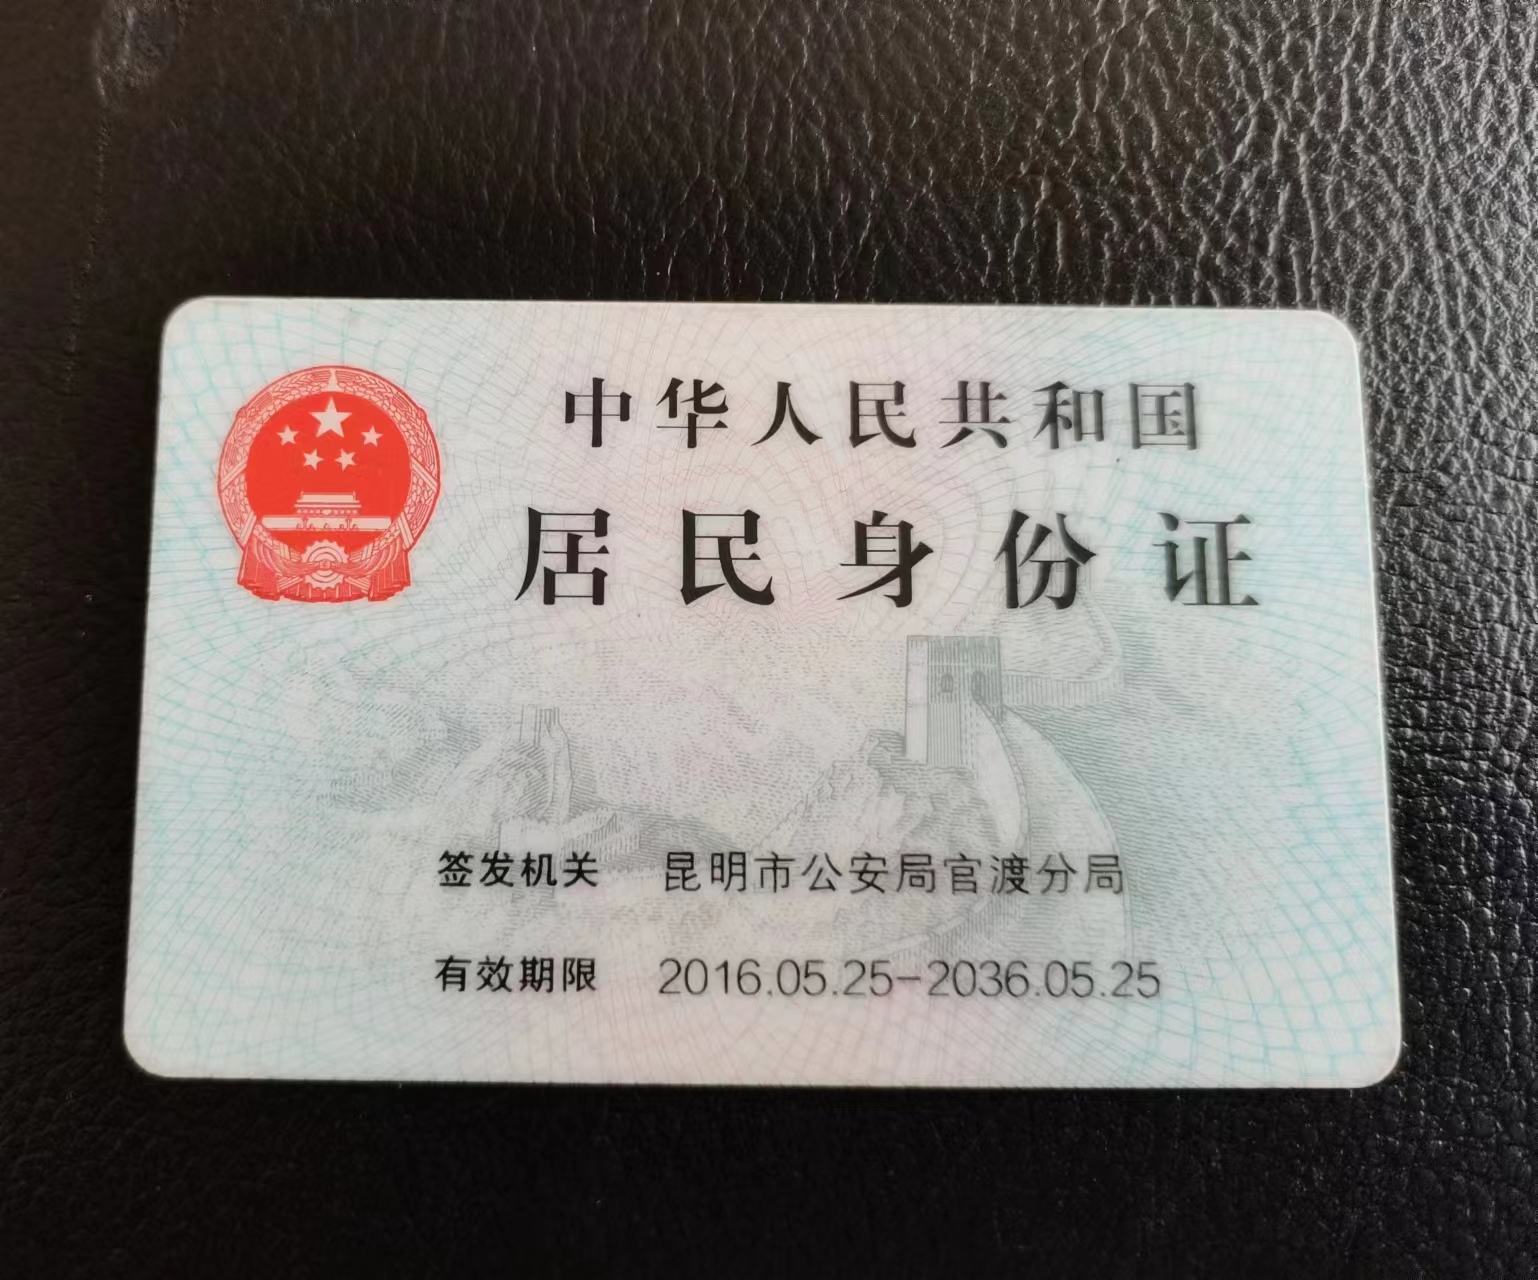 中华人民共和国
居民身份证
签发机关 昆明市公安局官渡分局
有效期限 2016.05.25-2036.05.25